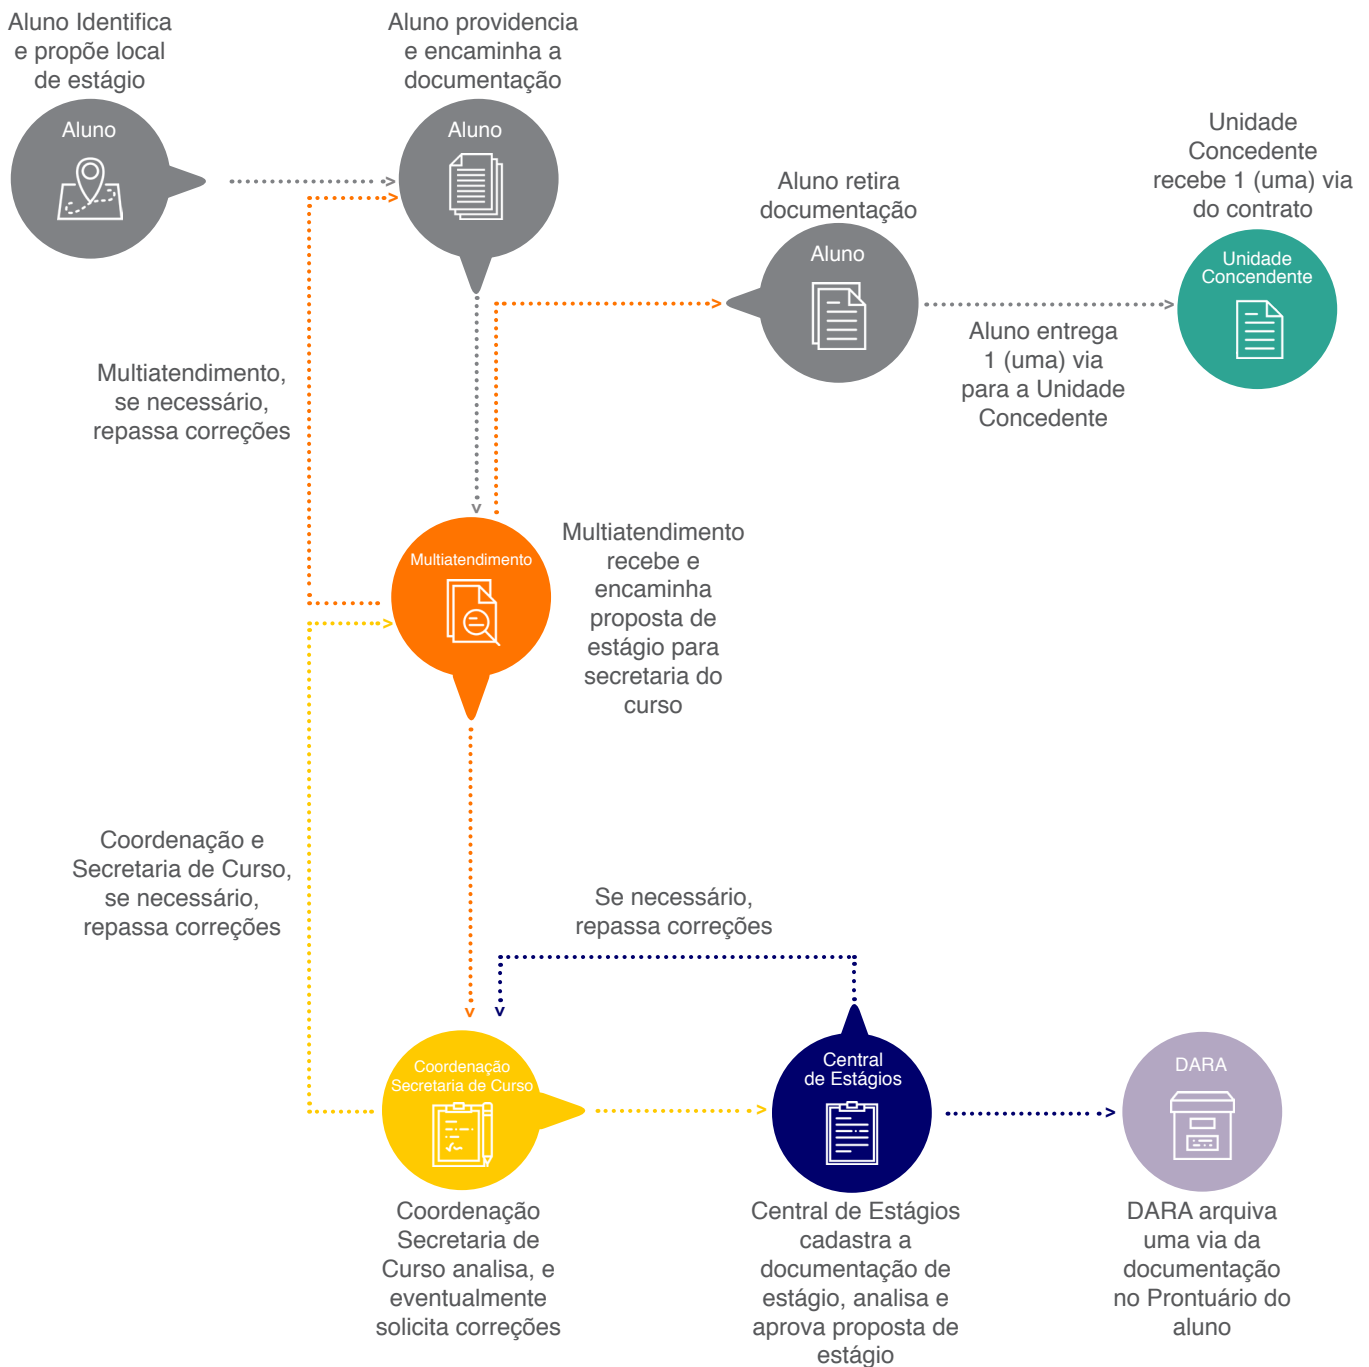 Aluno Identifica
e propõe local
de estágio
Aluno
Aluno providencia
e encaminha a
documentação
Aluno
Aluno retira
documentação
Aluno
Unidade
Concedente
recebe 1 (uma) via
do contrato
Unidade
Concendente
Aluno entrega
1 (uma) via
para a Unidade
Concedente
Multiatendimento,
se necessário,
repassa correções
Multiatendimento
Multiatendimento
recebe e
encaminha
proposta de
estágio para
secretaria do
curso
Coordenação e
Secretaria de Curso,
se necessário,
repassa correções
Se necessário,
repassa correções
Coordenação
Secretaria de Curso
Coordenação
Secretaria de
Curso analisa, e
eventualmente
solicita correções
Central
de Estágios
Central de Estágios
cadastra a
documentação de
estágio, analisa e
aprova proposta de
estágio
DARA
DARA arquiva
uma via da
documentação
no Prontuário do
aluno